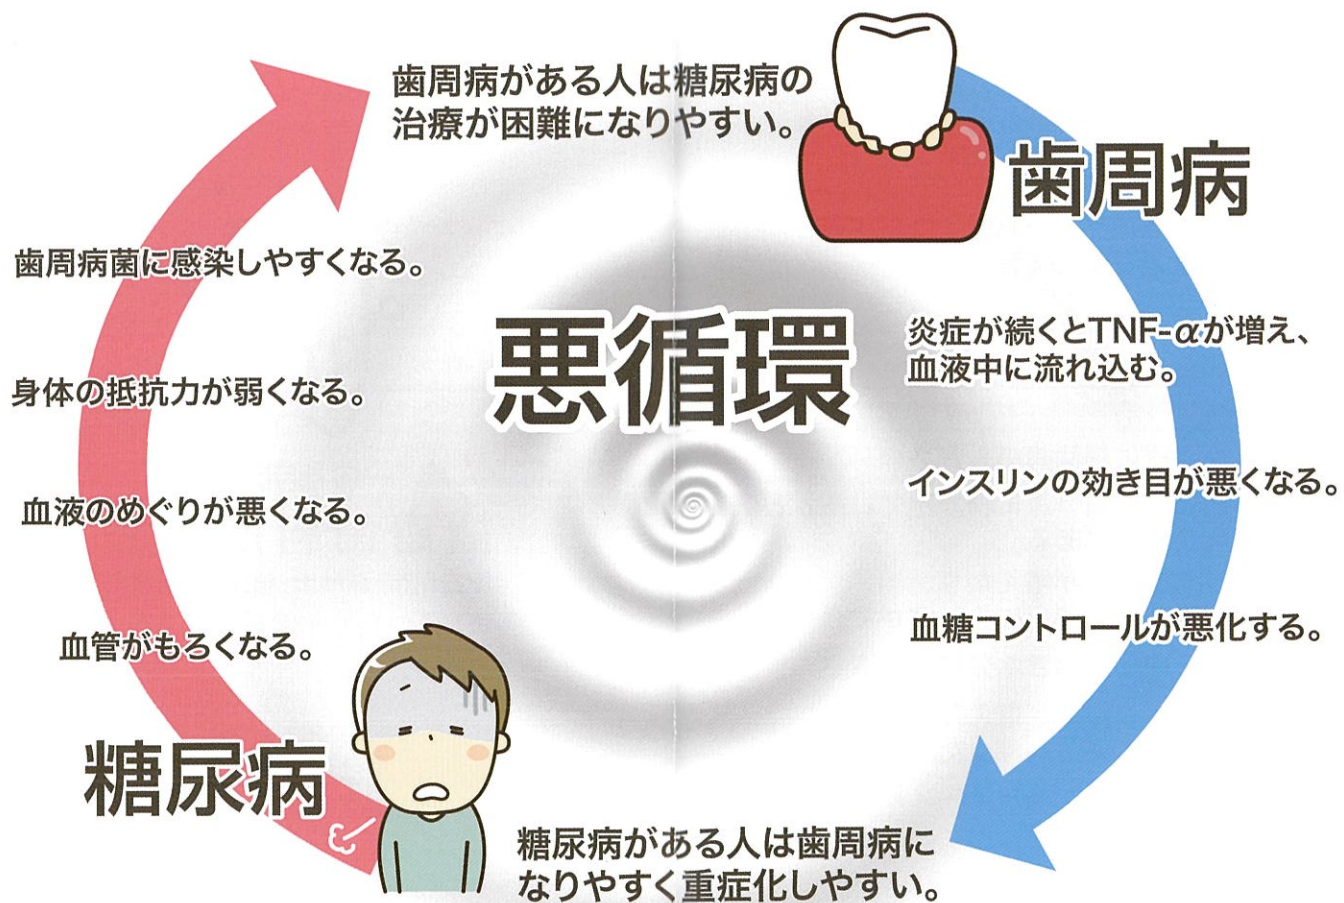 歯周病がある人は糖尿病の
治療が困難になりやすい。
歯周病
炎症が続くとTNF-αが増え、
血液中に流れ込む。
インスリンの効き目が悪くなる。
血糖コントロールが悪化する。
糖尿病がある人は歯周病に
なりやすく重症化しやすい。
糖尿病
血管がもろくなる。
血液のめぐりが悪くなる。
身体の抵抗力が弱くなる。
歯周病菌に感染しやすくなる。
悪循環